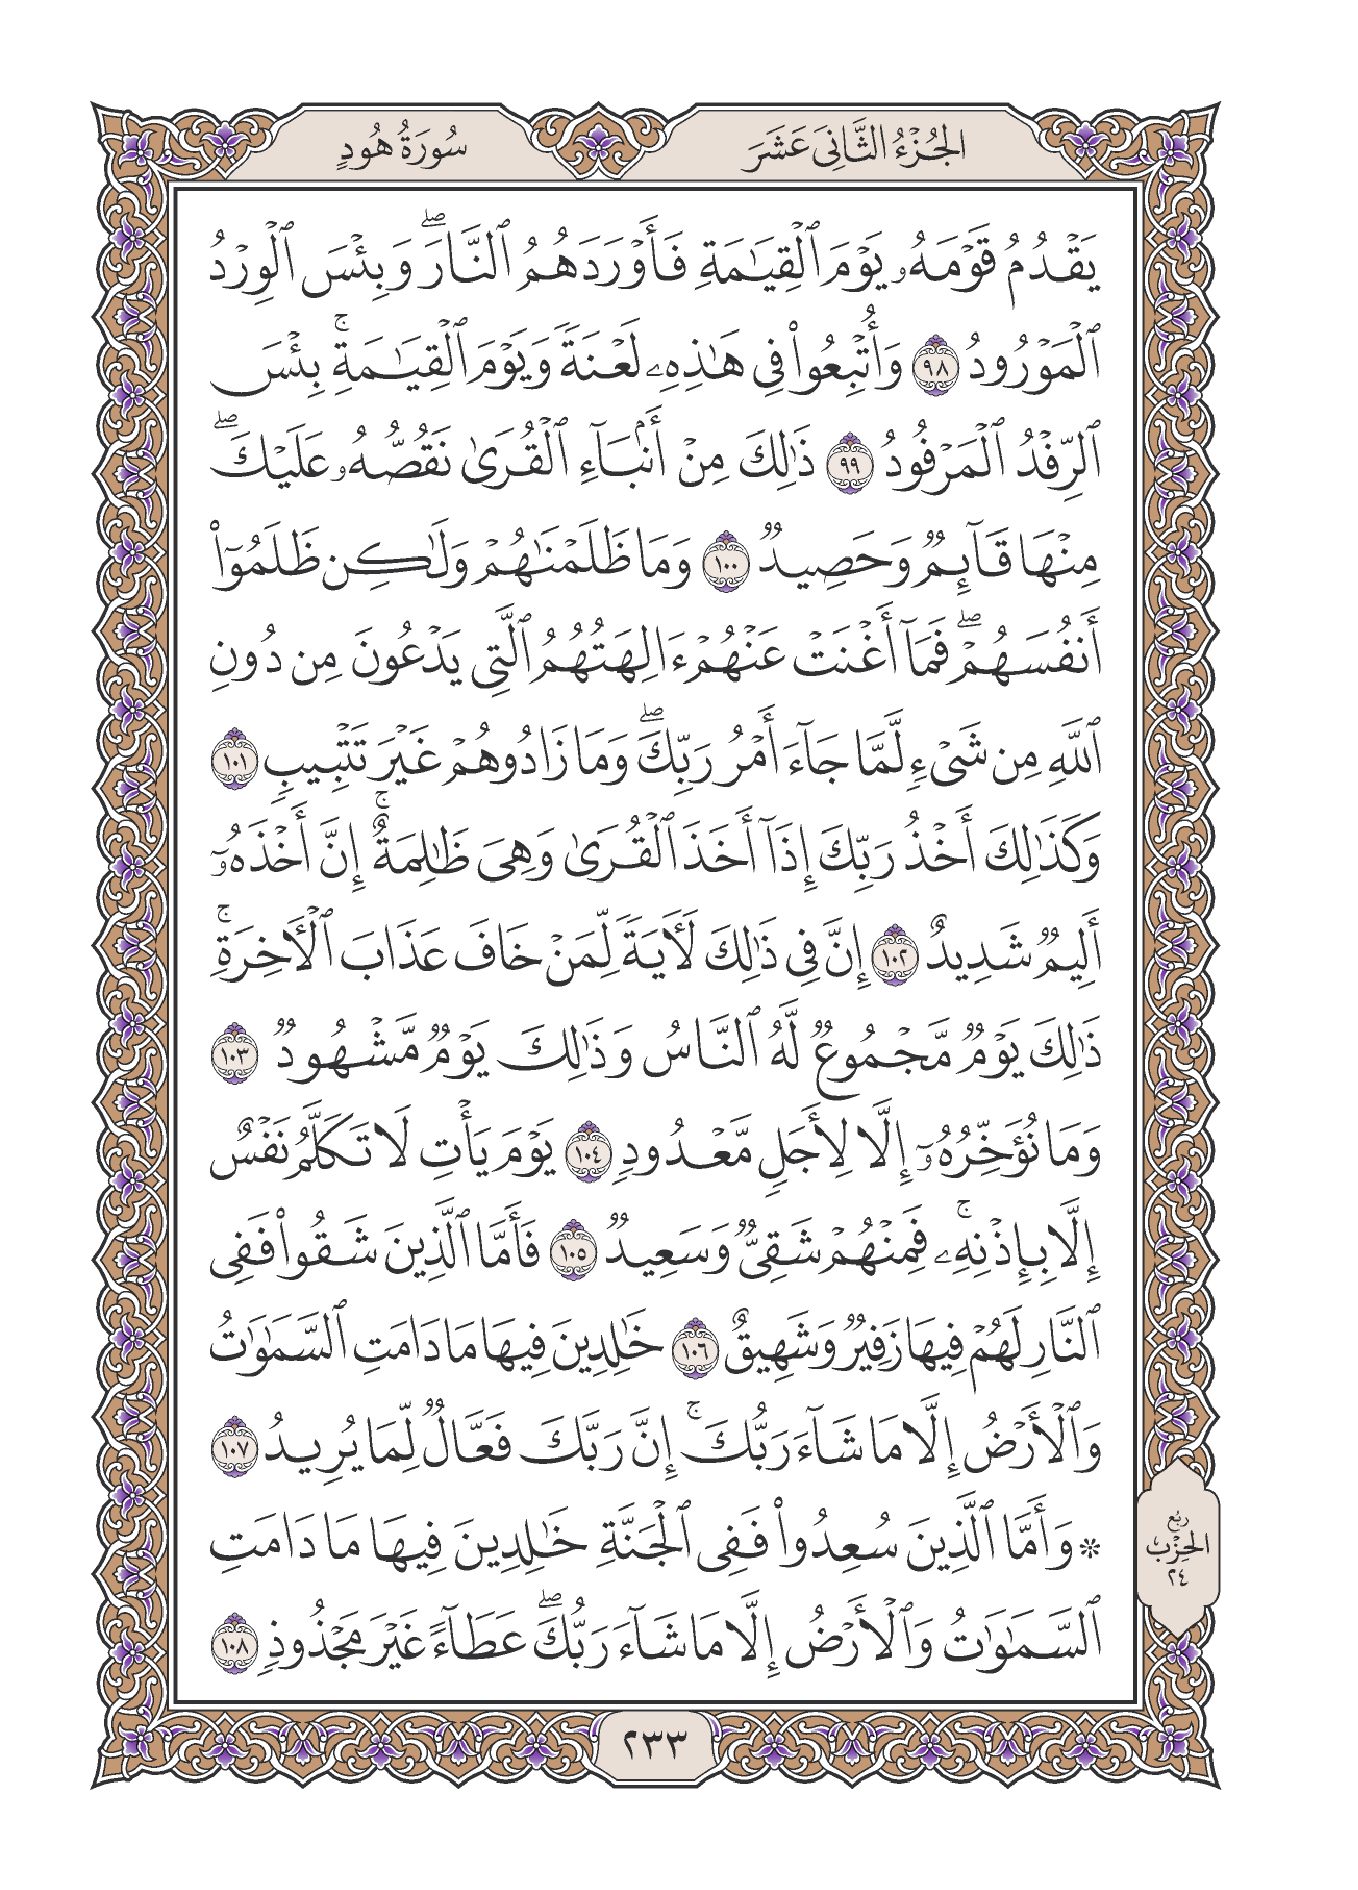 الجُزْءُ الثَّانِيَ عَشَرَ
سُورَةُ هُودٍ
يَقْدُمُ قَوْمَهُۥ يَوْمَ ٱلْقِيَٰمَةِ فَأَوْرَدَهُمُ ٱلنَّارَۖ وَبِئْسَ ٱلْوِرْدُ
ٱلْمَوْرُودُ ٩٨ وَأُتْبِعُوا۟ فِى هَٰذِهِۦ لَعْنَةً وَيَوْمَ ٱلْقِيَٰمَةِۚ بِئْسَ
ٱلرِّفْدُ ٱلْمَرْفُودُ ٩٩ ذَٰلِكَ مِنْ أَنۢبَآءِ ٱلْقُرَىٰ نَقُصُّهُۥ عَلَيْكَۖ
مِنْهَا قَآئِمٌ وَحَصِيدٌ ١٠٠ وَمَا ظَلَمْنَٰهُمْ وَلَٰكِن ظَلَمُوٓا۟
أَنفُسَهُمْۖ فَمَآ أَغْنَتْ عَنْهُمْ ءَالِهَتُهُمُ ٱلَّتِى يَدْعُونَ مِن دُونِ
ٱللَّهِ مِن شَىْءٍ لَّمَّا جَآءَ أَمْرُ رَبِّكَۖ وَمَا زَادُوهُمْ غَيْرَ تَتْبِيبٍ ١٠١
وَكَذَٰلِكَ أَخْذُ رَبِّكَ إِذَآ أَخَذَ ٱلْقُرَىٰ وَهِىَ ظَٰلِمَةٌۚ إِنَّ أَخْذَهُۥٓ
أَلِيمٌ شَدِيدٌ ١٠٢ إِنَّ فِى ذَٰلِكَ لَءَايَةً لِّمَنْ خَافَ عَذَابَ ٱلْءَاخِرَةِۚ
ذَٰلِكَ يَوْمٌ مَّجْمُوعٌ لَّهُ ٱلنَّاسُ وَذَٰلِكَ يَوْمٌ مَّشْهُودٌ ١٠٣
وَمَا نُؤَخِّرُهُۥٓ إِلَّا لِأَجَلٍ مَّعْدُودٍ ١٠٤ يَوْمَ يَأْتِ لَا تَكَلَّمُ نَفْسٌ
إِلَّا بِإِذْنِهِۦۚ فَمِنْهُمْ شَقِىٌّ وَسَعِيدٌ ١٠٥ فَأَمَّا ٱلَّذِينَ شَقُوا۟ فَفِى
ٱلنَّارِ لَهُمْ فِيهَا زَفِيرٌ وَشَهِيقٌ ١٠٦ خَٰلِدِينَ فِيهَا مَا دَامَتِ ٱلسَّمَٰوَٰتُ
وَٱلْأَرْضُ إِلَّا مَا شَآءَ رَبُّكَۚ إِنَّ رَبَّكَ فَعَّالٌ لِّمَا يُرِيدُ ١٠٧
۞ وَأَمَّا ٱلَّذِينَ سُعِدُوا۟ فَفِى ٱلْجَنَّةِ خَٰلِدِينَ فِيهَا مَا دَامَتِ
ٱلسَّمَٰوَٰتُ وَٱلْأَرْضُ إِلَّا مَا شَآءَ رَبُّكَۖ عَطَآءً غَيْرَ مَجْذُوذٍ ١٠٨
ربع
الحِزْب
٢٤
٢٣٣